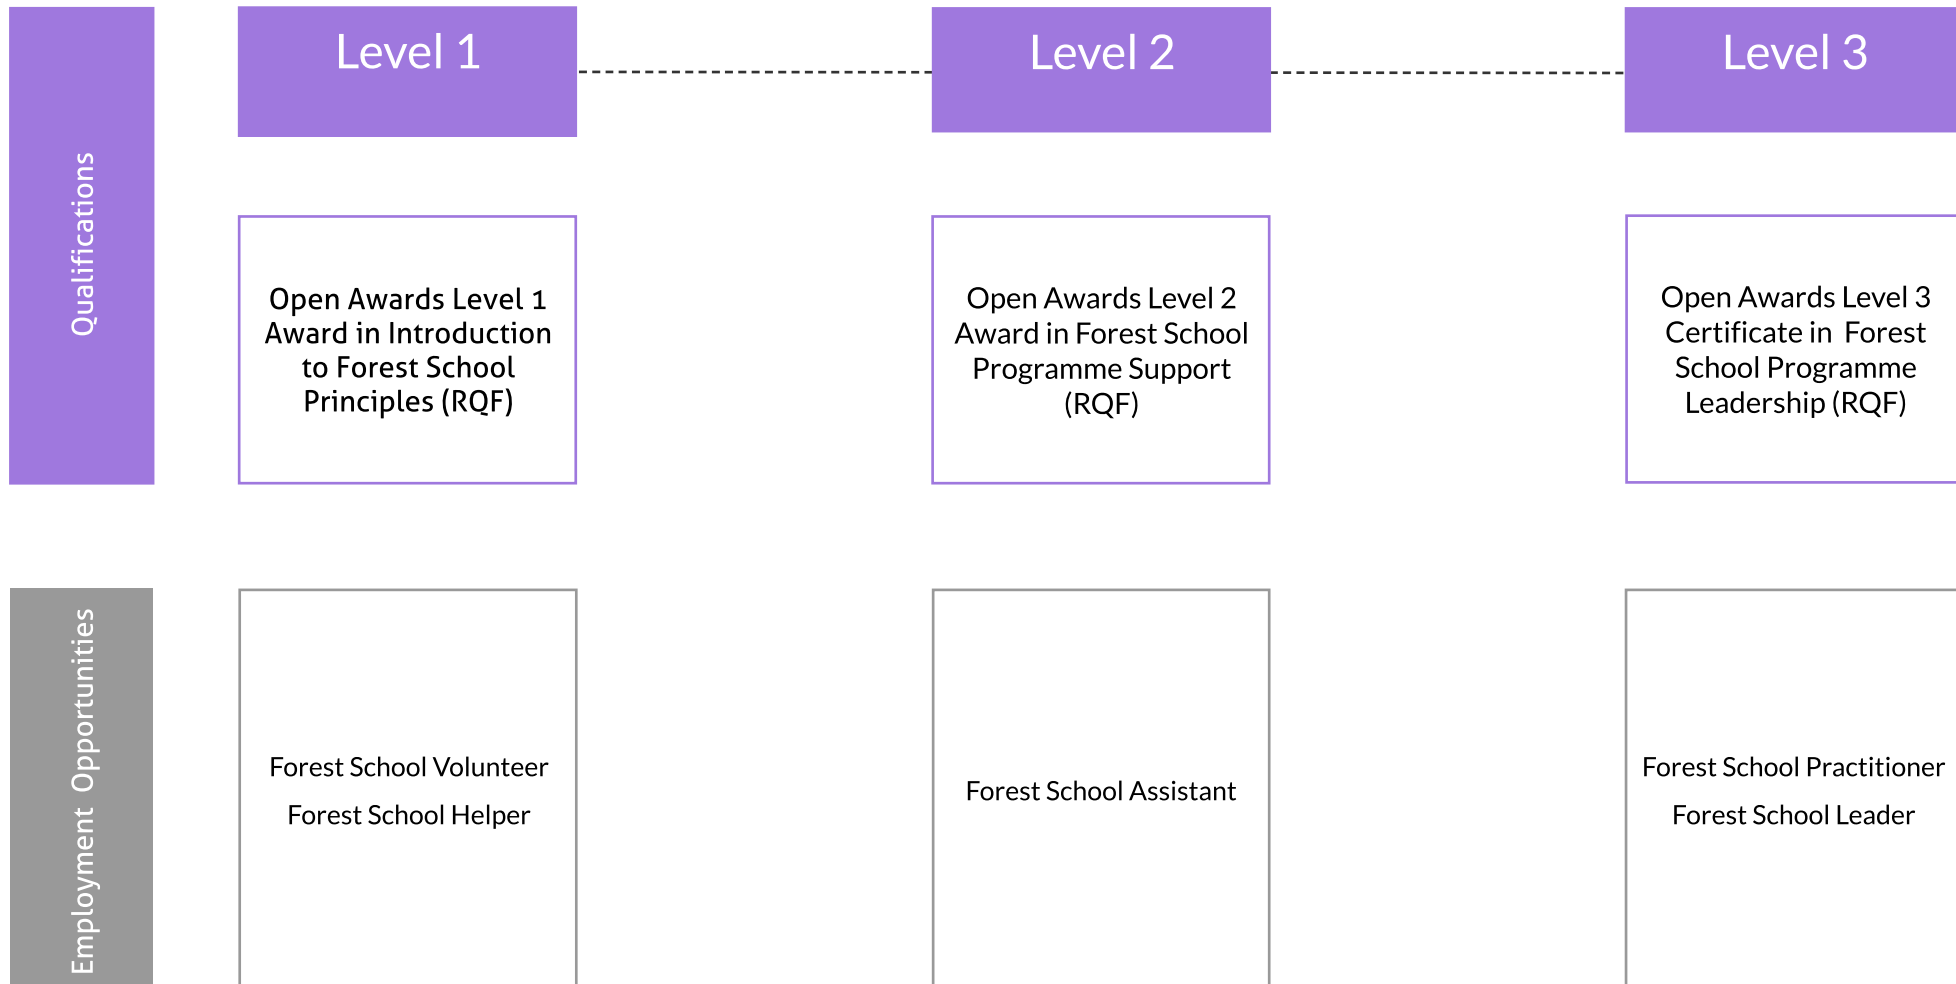 Qualifications
Level 1
Level 2
Level 3
Open Awards Level 1
Award in Introduction
to Forest School
Principles (RQF)
Open Awards Level 2
Award in Forest School
Programme Support
(RQF)
Open Awards Level 3
Certificate in  Forest
School Programme
Leadership (RQF)
Employment  Opportunities
Forest School Volunteer
Forest School Helper
Forest School Assistant
Forest School Practitioner
Forest School Leader